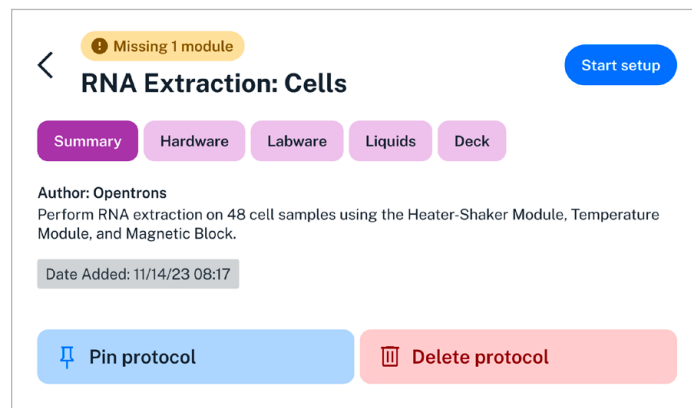 Missing 1 module
RNA Extraction: Cells
Start setup
Summary
Hardware
Labware
Liquids
Deck
Author: Opentrons
Perform RNA extraction on 48 cell samples using the Heater-Shaker Module, Temperature
Module, and Magnetic Block.
Date Added: 11/14/23 08:17
Pin protocol
Delete protocol